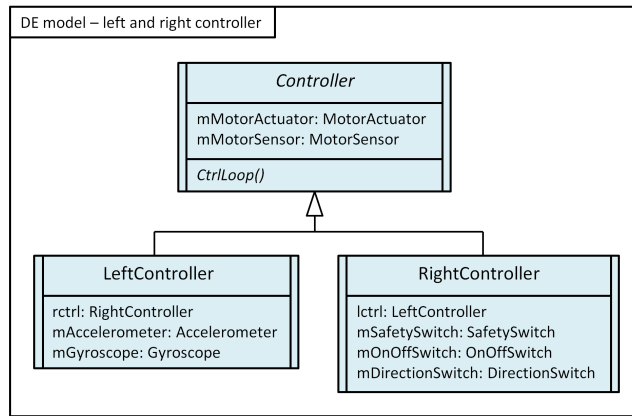 DE model – left and right controller
Controller
mMotorActuator: MotorActuator
mMotorSensor: MotorSensor
CtrlLoop()
LeftController
rctrl: RightController
mAccelerometer: Accelerometer
mGyroscope: Gyroscope
RightController
lctrl: LeftController
mSafetySwitch: SafetySwitch
mOnOffSwitch: OnOffSwitch
mDirectionSwitch: DirectionSwitch